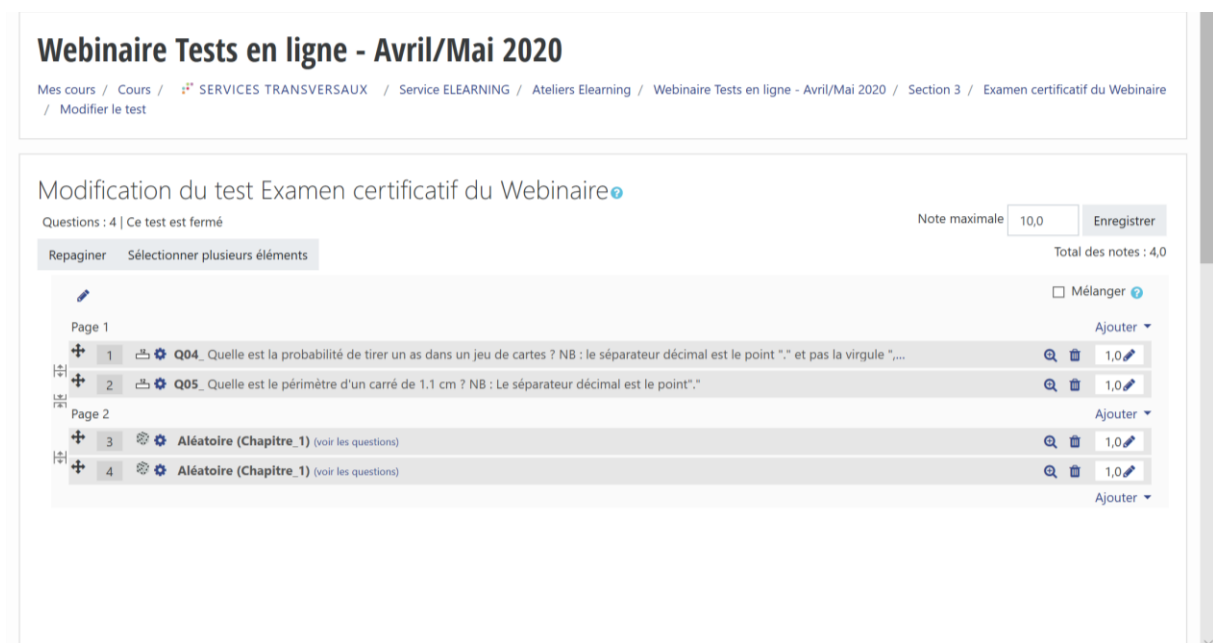 Webinaire Tests en ligne - Avril/Mai 2020
Mes cours / Cours / SERVICES TRANSVERSAUX / Service ELEARNING / Ateliers Elearning / Webinaire Tests en ligne - Avril/Mai 2020 / Section 3 / Examen certificatif du Webinaire
/ Modifier le test
Modification du test Examen certificatif du Webinaire
Questions : 4 | Ce test est fermé
Note maximale 10,0 Enregistrer
Repaginer Sélectionner plusieurs éléments
Total des notes : 4,0
Mélanger
Page 1 Ajouter
1 Q04_ Quelle est la probabilité de tirer un as dans un jeu de cartes ? NB : le séparateur décimal est le point "." et pas la virgule ",... 1,0
2 Q05_ Quelle est le périmètre d'un carré de 1.1 cm ? NB : Le séparateur décimal est le point"." 1,0
Page 2 Ajouter
3 Aléatoire (Chapitre_1) (voir les questions) 1,0
4 Aléatoire (Chapitre_1) (voir les questions) 1,0
Ajouter